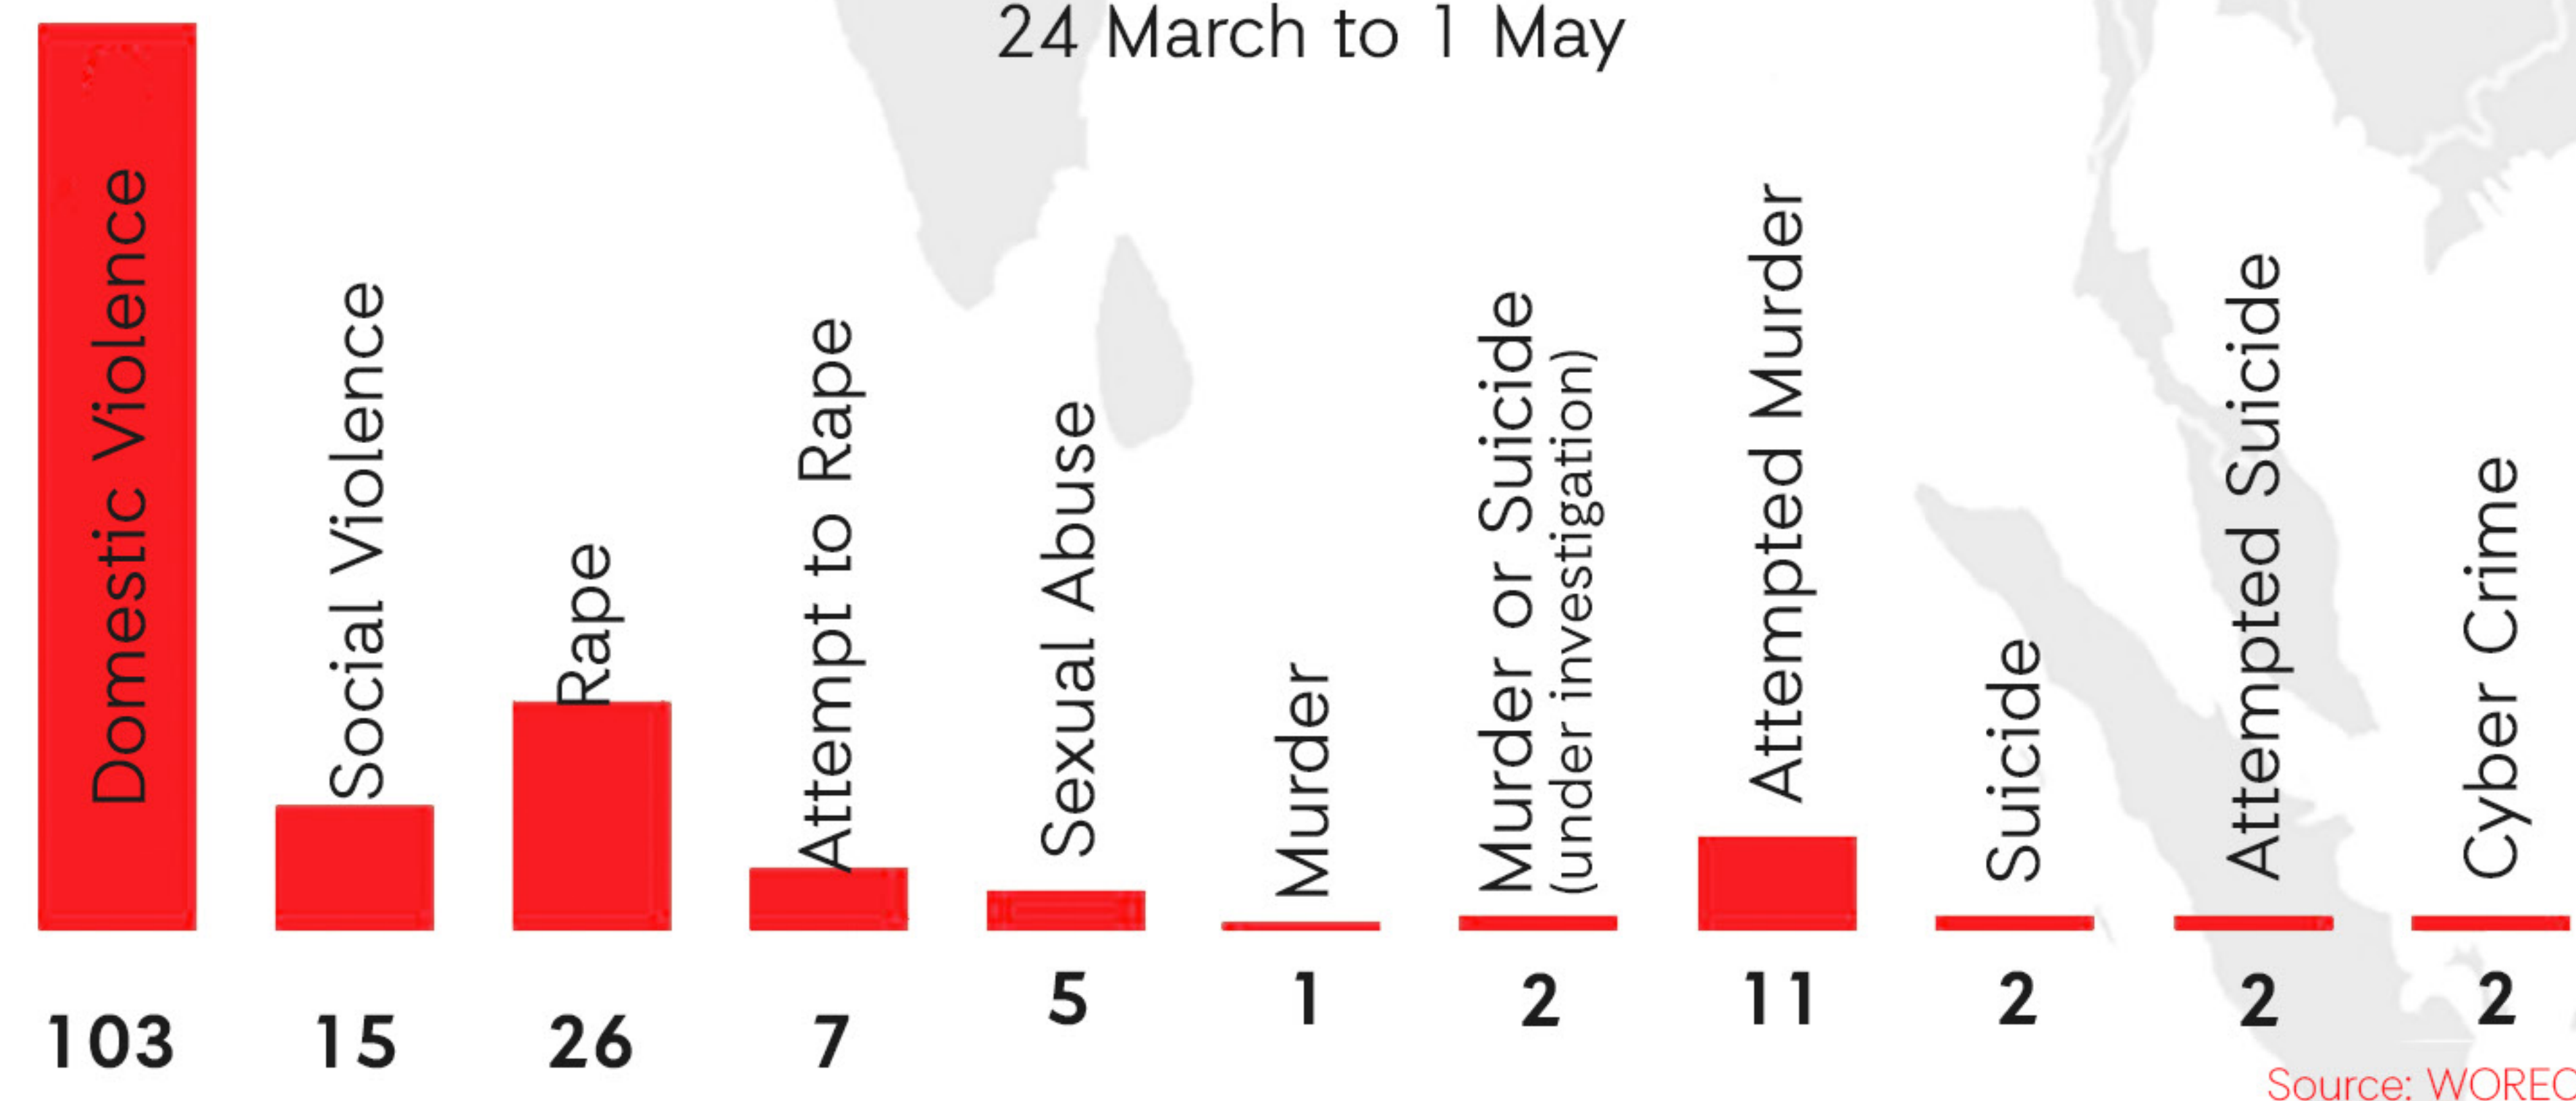 24 March to 1 May
Domestic Violence
Social Violence
Rape
Attempt to Rape
Sexual Abuse
Murder
Murder or Suicide
(under investigation)
Attempted Murder
Suicide
Attempted Suicide
Cyber Crime
103
15
26
7
5
1
2
11
2
2
2
Source: WOREC